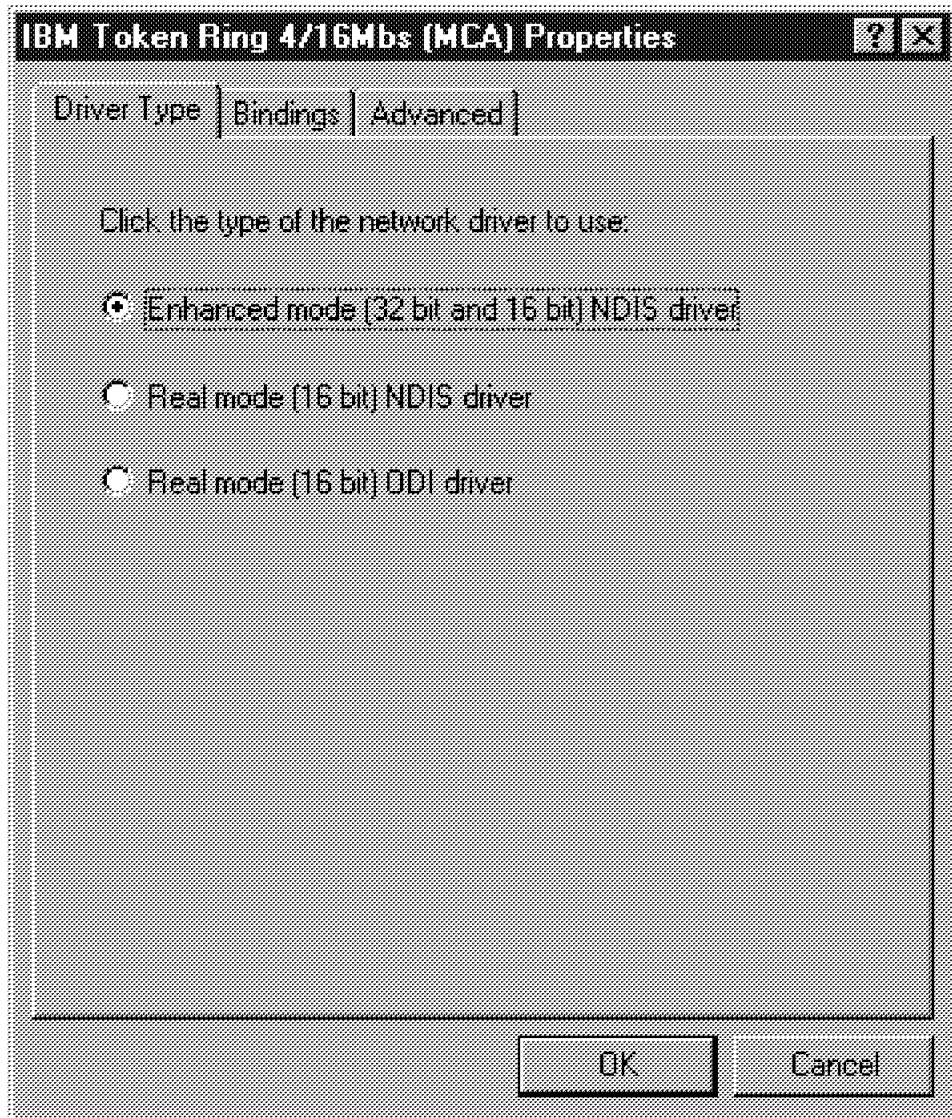 IBM Token Ring 4/16Mbs (MCA) Properties
Driver Type Bindings Advanced
Click the type of the network driver to use:
Enhanced mode (32 bit and 16 bit) NDIS driver
Real mode (16 bit) NDIS driver
Real mode (16 bit) ODI driver
OK Cancel